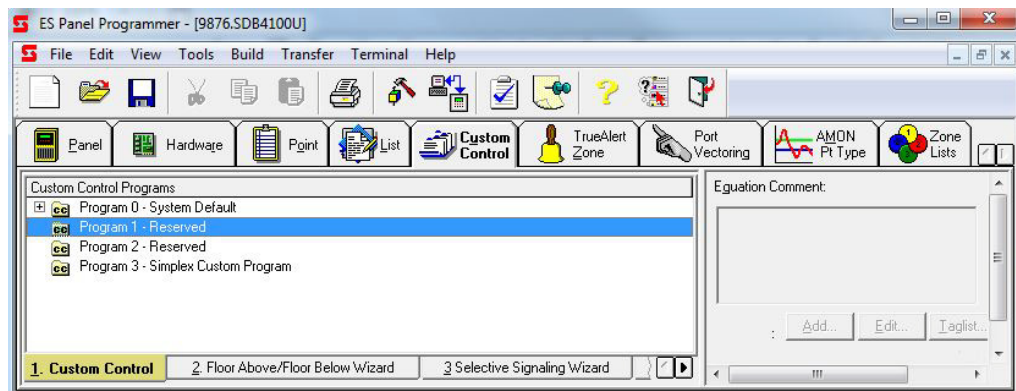 ES Panel Programmer - [9876.SDB4100U]
File Edit View Tools Build Transfer Terminal Help
Panel Hardware Point List Custom Control TrueAlert Zone Port Vectoring AMON Pt Type Zone Lists
Custom Control Programs
Program 0 - System Default
Program 1 - Reserved
Program 2 - Reserved
Program 3 - Simplex Custom Program
Equation Comment:
: Add... Edit... Taglist...
1. Custom Control 2. Floor Above/Floor Below Wizard 3 Selective Signaling Wizard